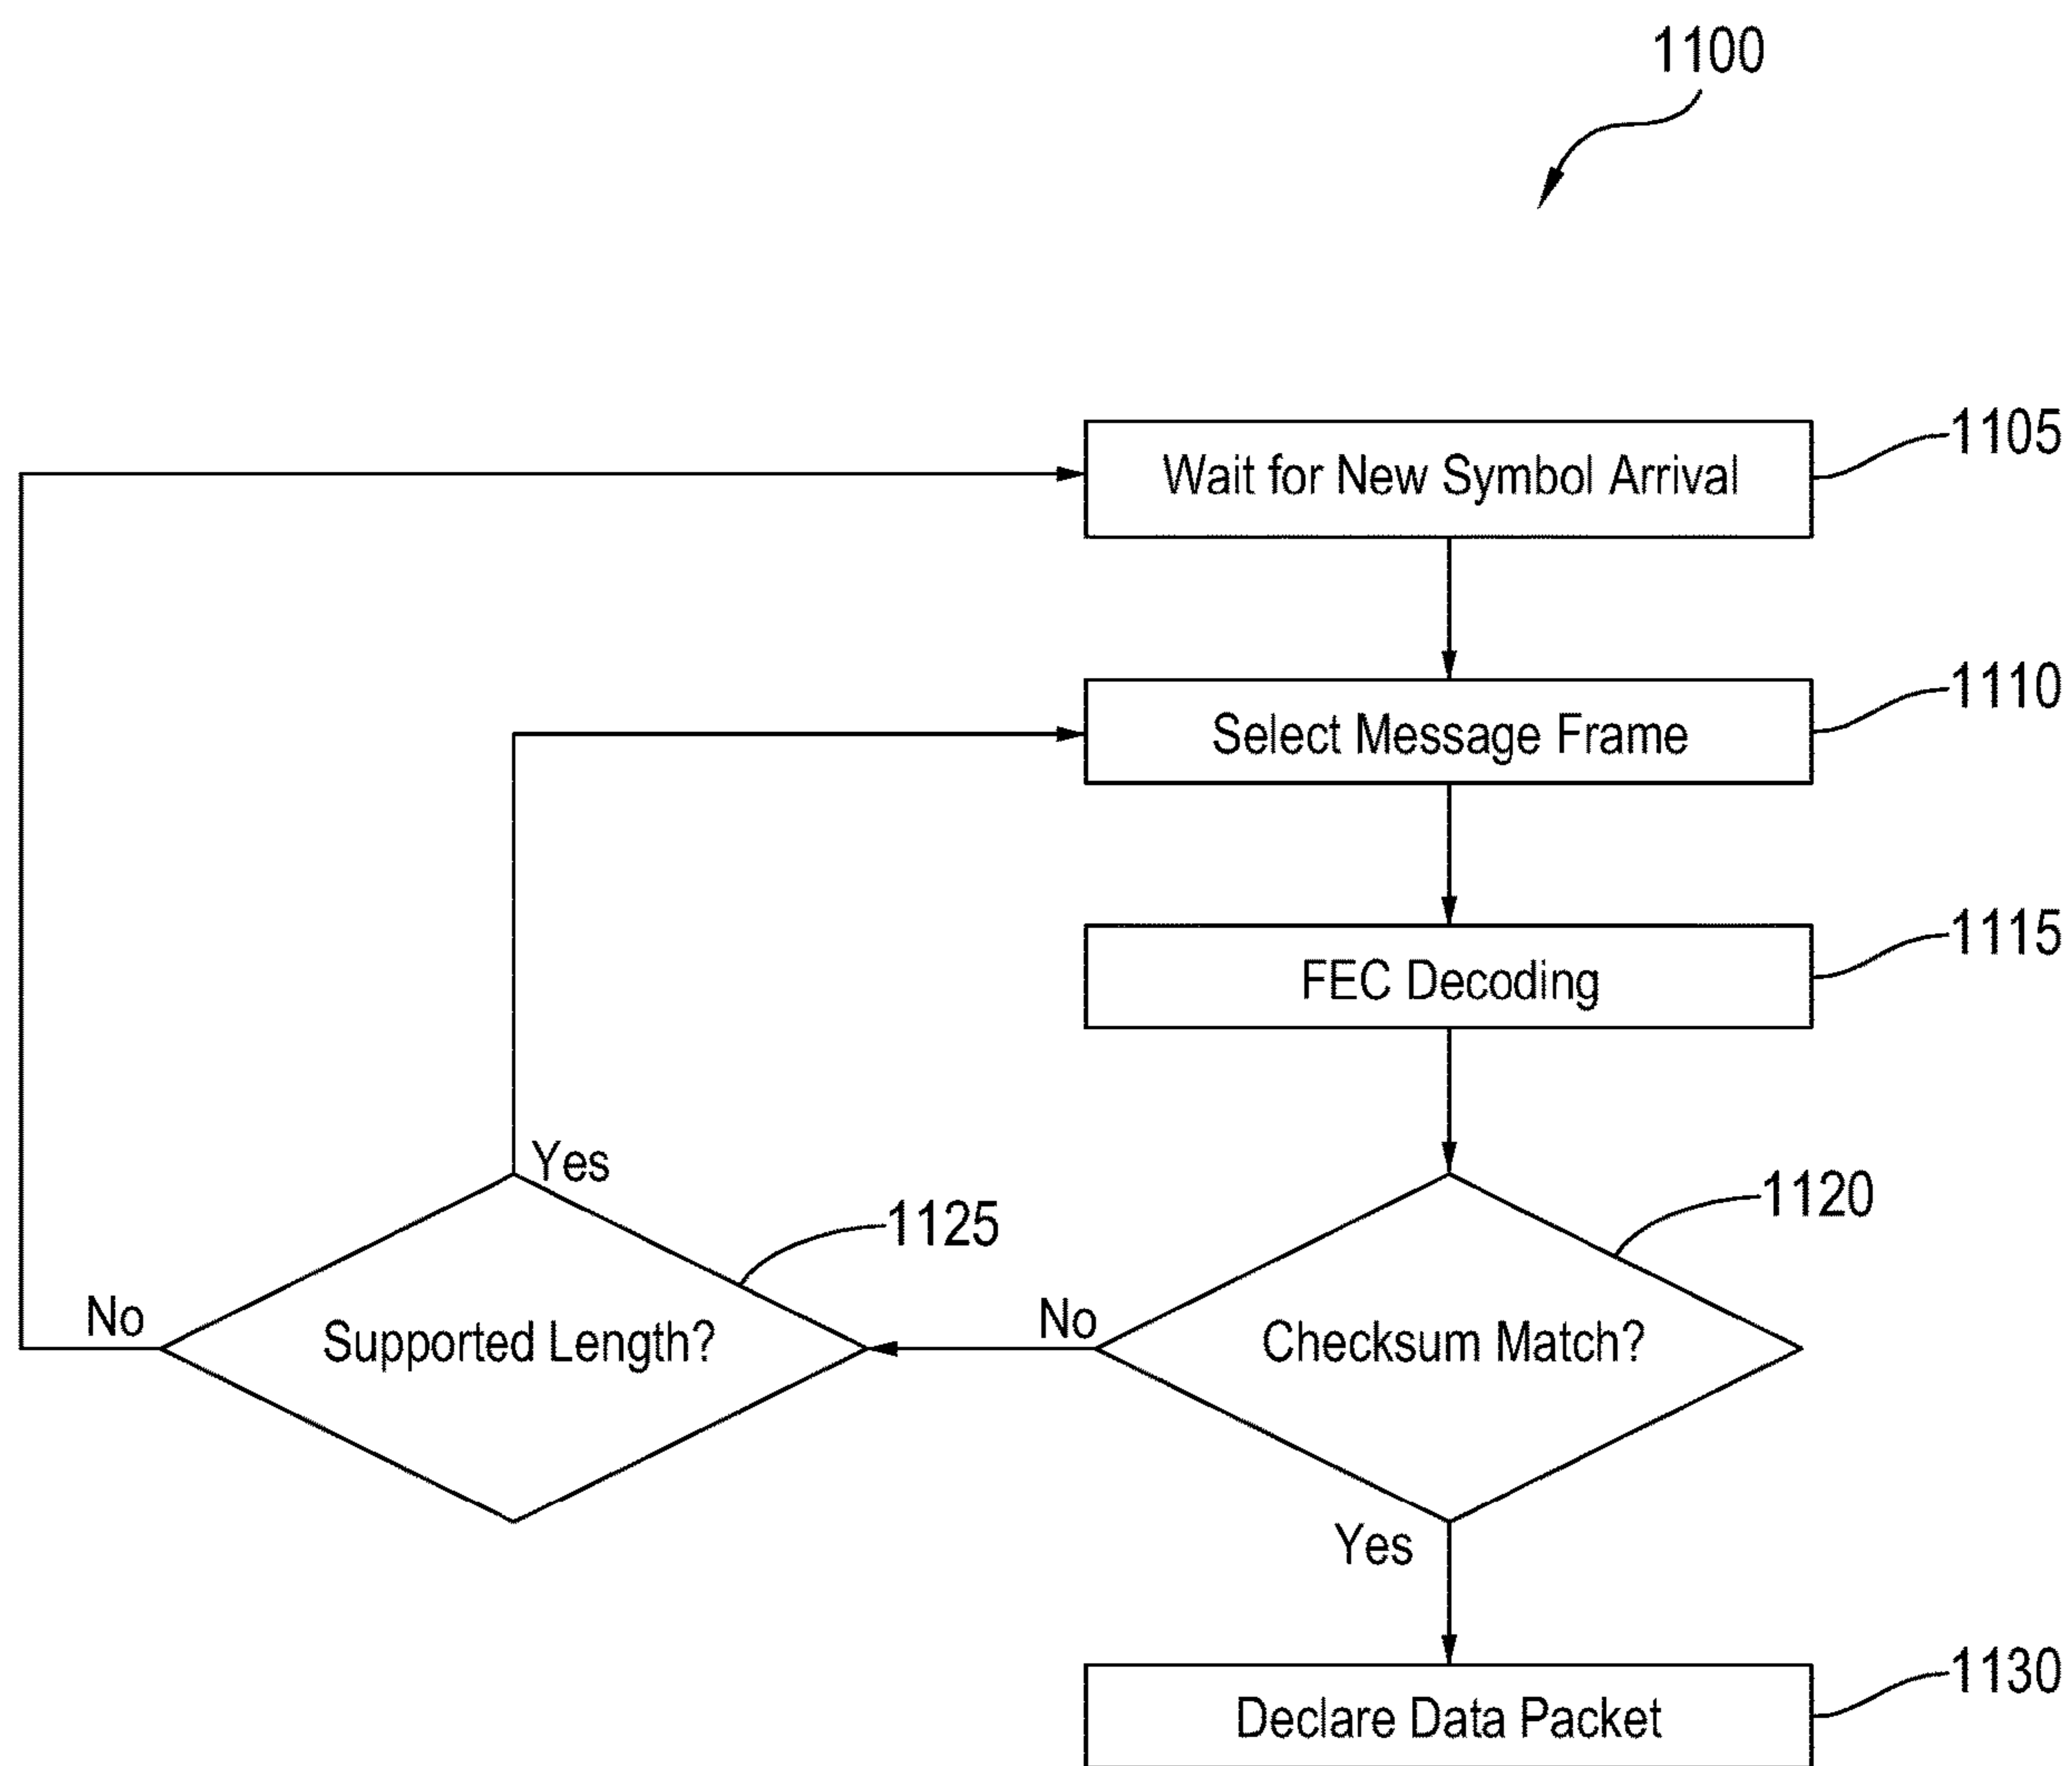 1100
Wait for New Symbol Arrival
1105
Select Message Frame
1110
FEC Decoding
1115
Yes
1125
1120
No
Supported Length?
No
Checksum Match?
Yes
Declare Data Packet
1130